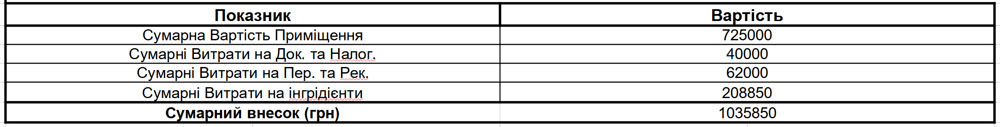 Показник Вартість
Сумарна Вартість Приміщення 725000
Сумарні Витрати на Док. та Налог. 40000
Сумарні Витрати на Пер. та Рек. 62000
Сумарні Витрати на інгрідієнти 208850
Сумарний внесок (грн) 1035850